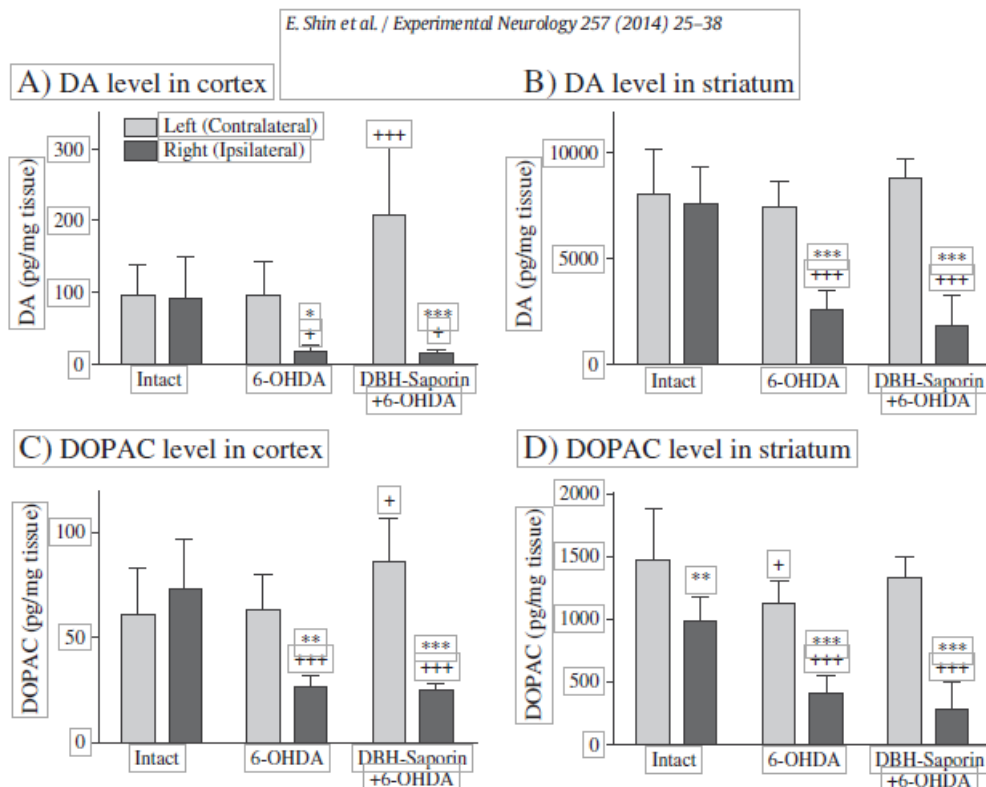 E. Shin et al. / Experimental Neurology 257 (2014) 25–38
A) DA level in cortex
Left (Contralateral)
Right (Ipsilateral)
DA (pg/mg tissue)
300
200
100
0
+++
*
+
***
+
Intact
6-OHDA
DBH-Saporin
+6-OHDA
B) DA level in striatum
DA (pg/mg tissue)
10000
5000
0
***
+++
***
+++
Intact
6-OHDA
DBH-Saporin
+6-OHDA
C) DOPAC level in cortex
DOPAC (pg/mg tissue)
100
50
0
**
+++
+
***
+++
Intact
6-OHDA
DBH-Saporin
+6-OHDA
D) DOPAC level in striatum
DOPAC (pg/mg tissue)
2000
1500
1000
500
0
**
+
***
+++
***
+++
Intact
6-OHDA
DBH-Saporin
+6-OHDA